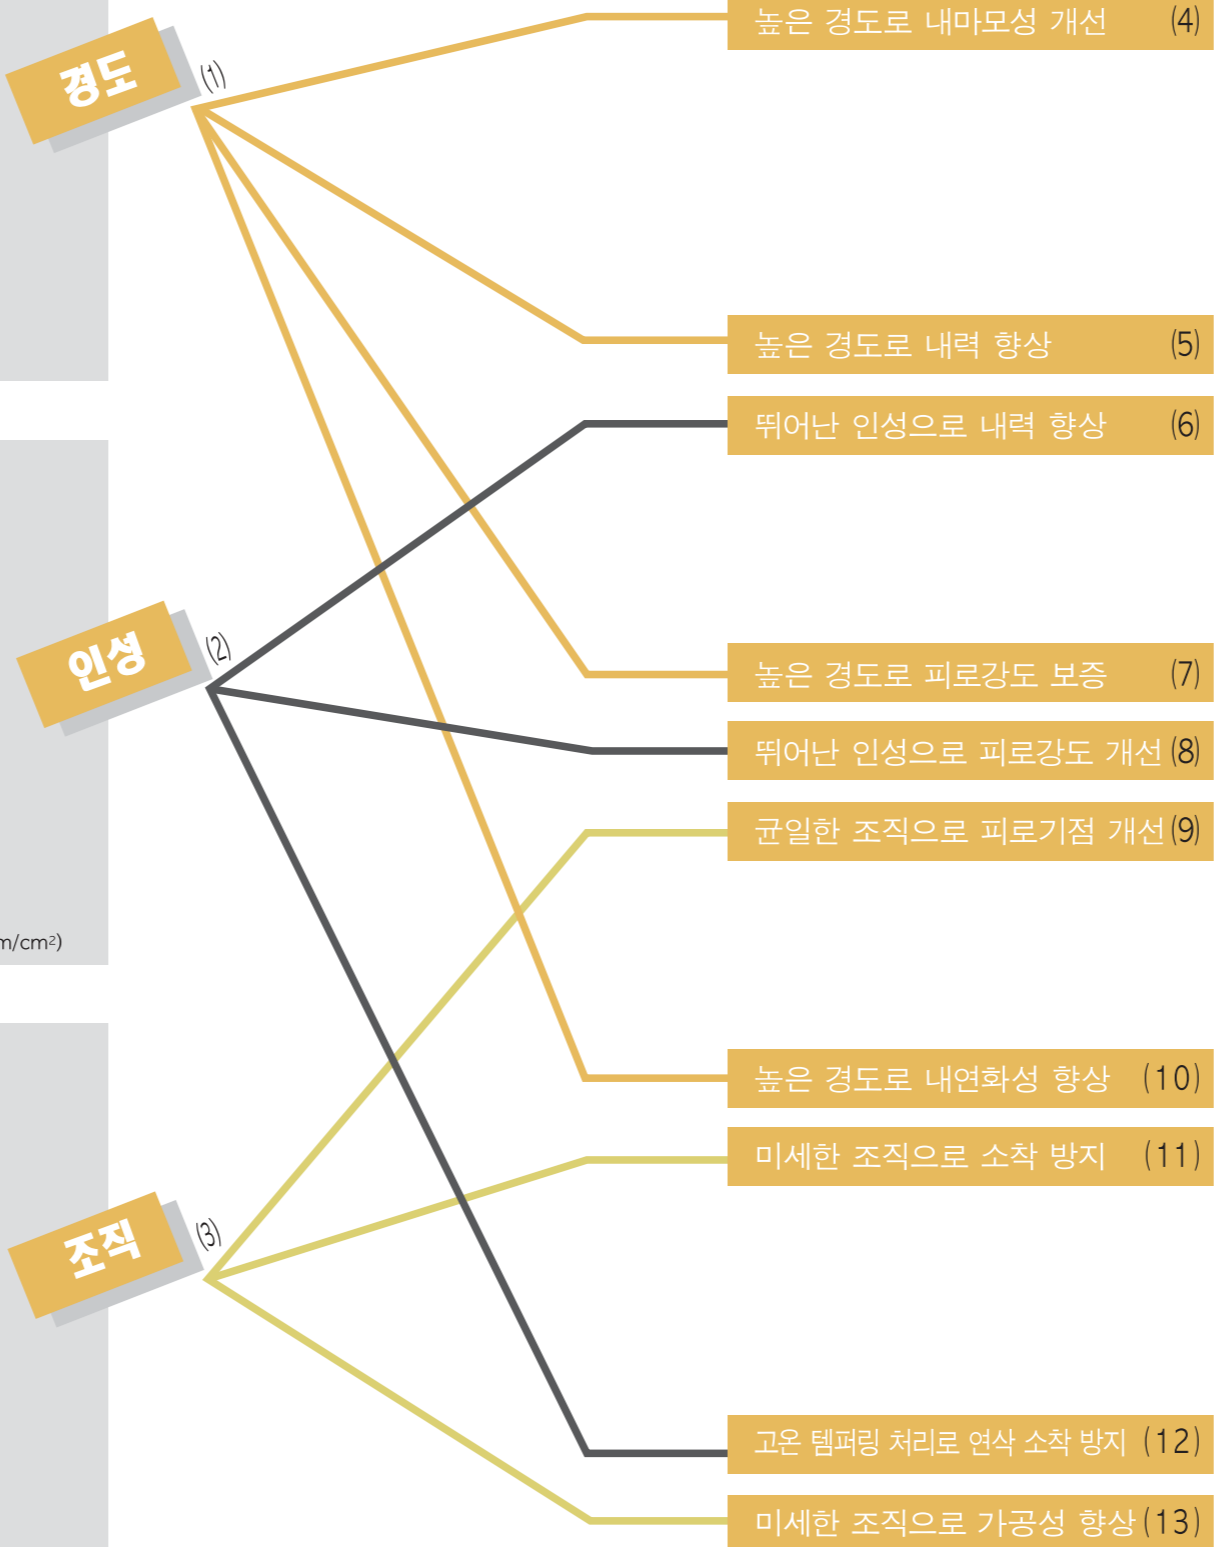 높은 경도로 내마모성 개선 (4)
경도 (1)
높은 경도로 내력 향상 (5)
뛰어난 인성으로 내력 향상 (6)
인성 (2)
높은 경도로 피로강도 보증 (7)
뛰어난 인성으로 피로강도 개선 (8)
균일한 조직으로 피로기점 개선 (9)
m/cm²)
높은 경도로 내연화성 향상 (10)
미세한 조직으로 소착 방지 (11)
조직 (3)
고온 템퍼링 처리로 연삭 소착 방지 (12)
미세한 조직으로 가공성 향상 (13)